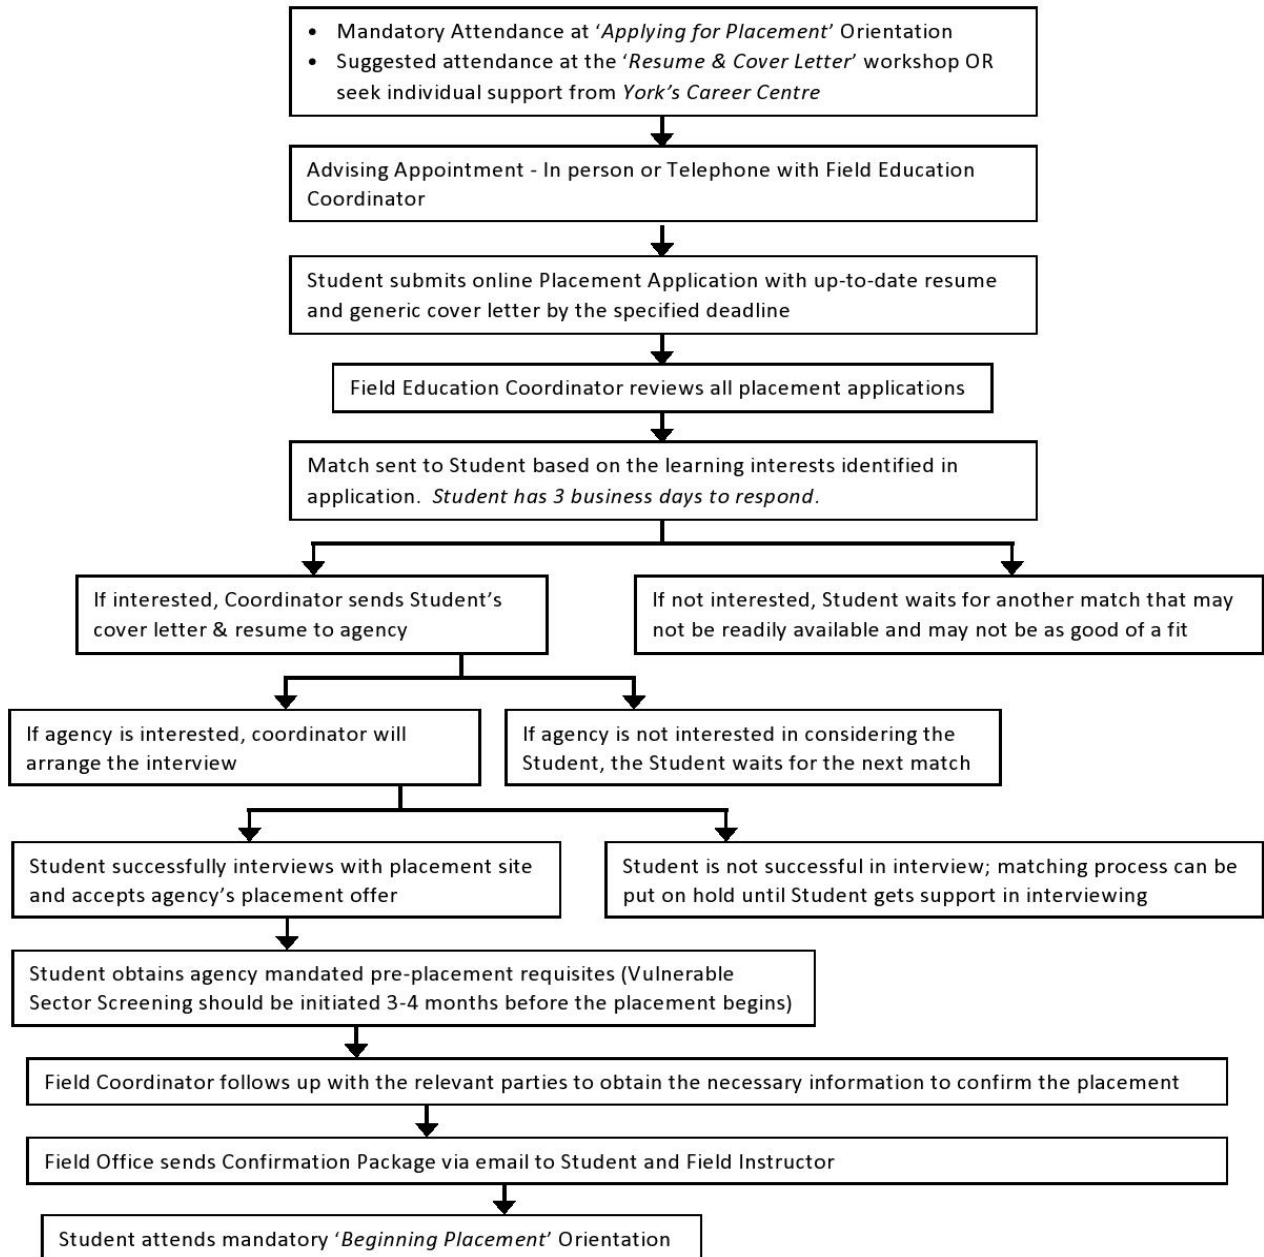 • Mandatory Attendance at ‘Applying for Placement’ Orientation
• Suggested attendance at the ‘Resume & Cover Letter’ workshop OR
seek individual support from York’s Career Centre
Advising Appointment - In person or Telephone with Field Education
Coordinator
Student submits online Placement Application with up-to-date resume
and generic cover letter by the specified deadline
Field Education Coordinator reviews all placement applications
Match sent to Student based on the learning interests identified in
application.  Student has 3 business days to respond.
If interested, Coordinator sends Student’s
cover letter & resume to agency
If not interested, Student waits for another match that may
not be readily available and may not be as good of a fit
If agency is interested, coordinator will
arrange the interview
If agency is not interested in considering the
Student, the Student waits for the next match
Student successfully interviews with placement site
and accepts agency’s placement offer
Student is not successful in interview; matching process can be
put on hold until Student gets support in interviewing
Student obtains agency mandated pre-placement requisites (Vulnerable
Sector Screening should be initiated 3-4 months before the placement begins)
Field Coordinator follows up with the relevant parties to obtain the necessary information to confirm the placement
Field Office sends Confirmation Package via email to Student and Field Instructor
Student attends mandatory ‘Beginning Placement’ Orientation